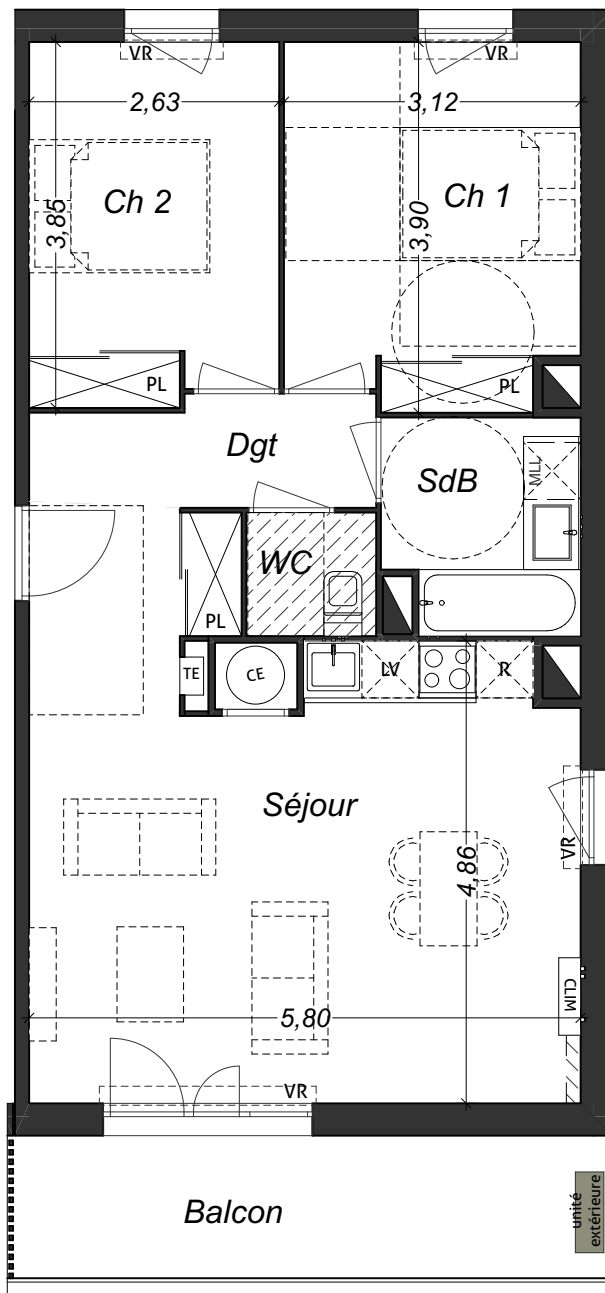 VR
VR
2,63
3,12
Ch 2
Ch 1
3,85
3,90
PL
PL
Dgt
SdB
MLL
WC
PL
TE
CE
LV
R
Séjour
VR
4,86
CLIM
5,80
VR
Balcon
unité
extérieure